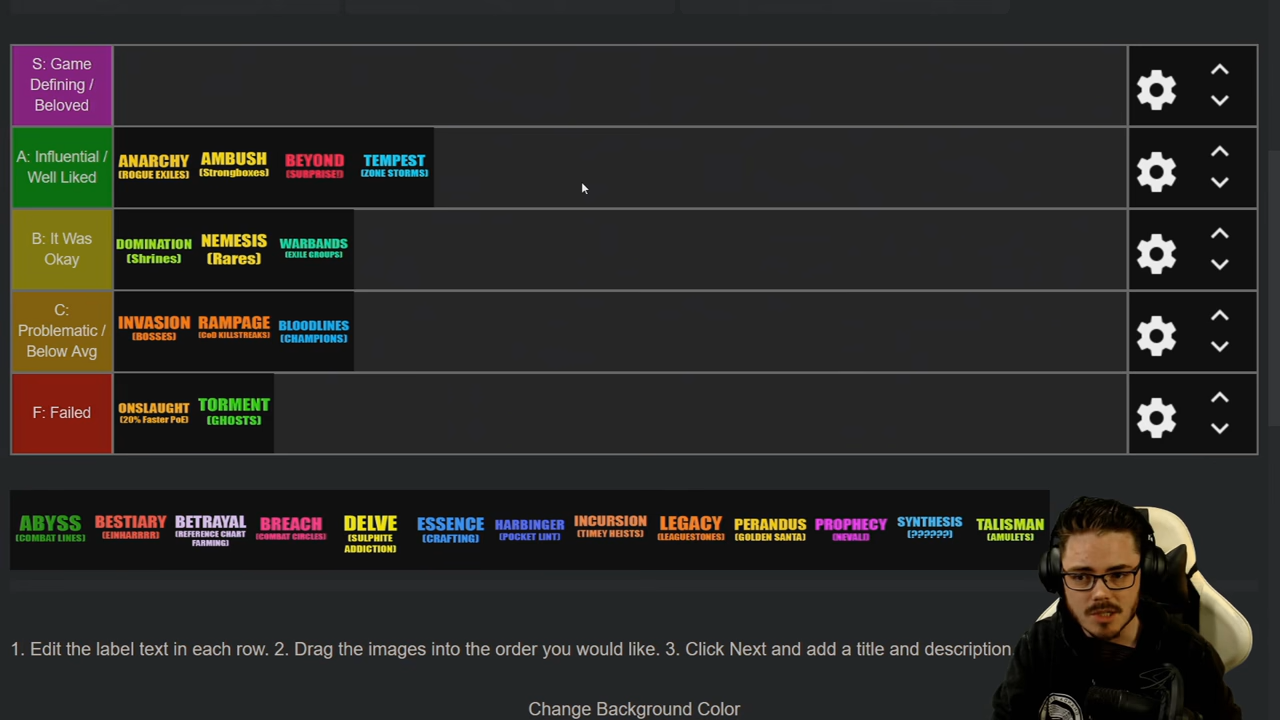 S: Game
Defining /
Beloved
A: Influential /
Well Liked
ANARCHY
(ROGUE EXILES)
AMBUSH
(Strongboxes)
BEYOND
(SURPRISE!)
TEMPEST
(ZONE STORMS)
B: It Was
Okay
DOMINATION
(Shrines)
NEMESIS
(Rares)
WARBANDS
(EXILE GROUPS)
C:
Problematic /
Below Avg
INVASION
(BOSSES)
RAMPAGE
(CoD KILLSTREAKS)
BLOODLINES
(CHAMPIONS)
F: Failed
ONSLAUGHT
(20% Faster PoE)
TORMENT
(GHOSTS)
ABYSS
(COMBAT LINES)
BESTIARY
(EINHARRRR)
BETRAYAL
(REFERENCE CHART
FARMING)
BREACH
(COMBAT CIRCLES)
DELVE
(SULPHITE
ADDICTION)
ESSENCE
(CRAFTING)
HARBINGER
(POCKET LINT)
INCURSION
(TIMEY HEISTS)
LEGACY
(LEAGUESTONES)
PERANDUS
(GOLDEN SANTA)
PROPHECY
(NEVALI)
SYNTHESIS
(??????)
TALISMAN
(AMULETS)
1. Edit the label text in each row. 2. Drag the images into the order you would like. 3. Click Next and add a title and description
Change Background Color